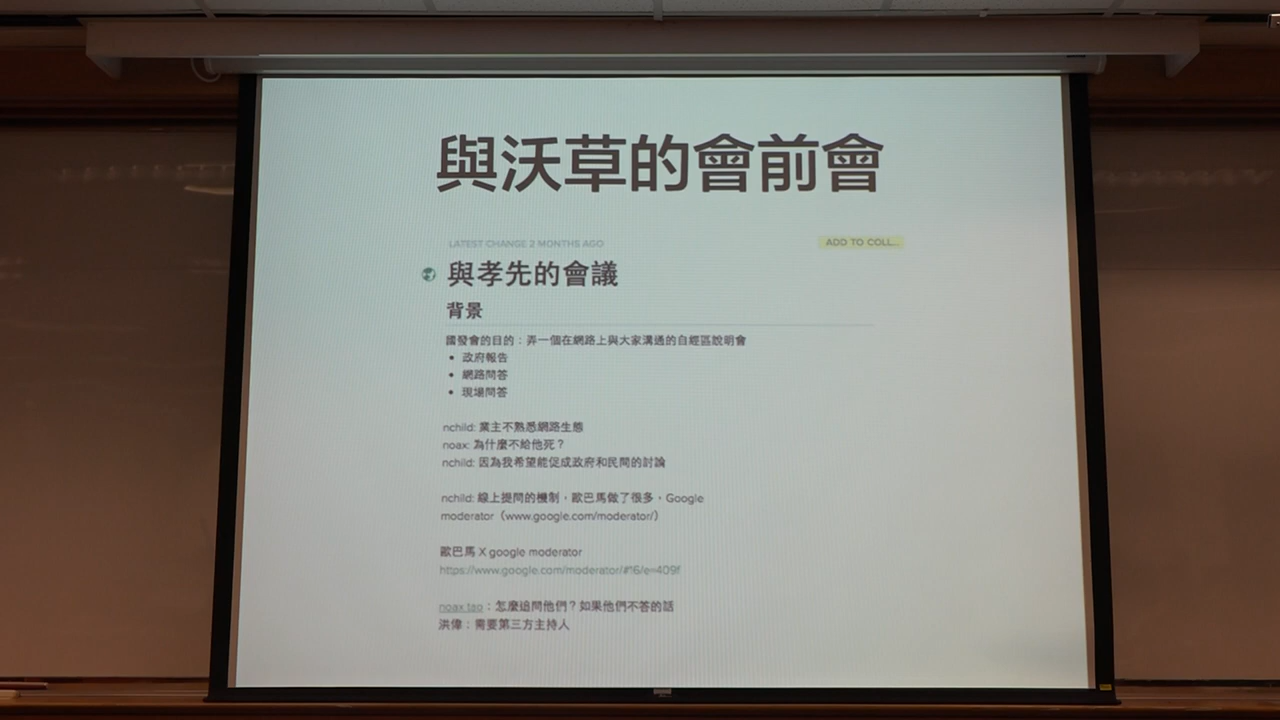 與沃草的會前會
LATEST CHANGE 2 MONTHS AGO
ADD TO COLL...
與孝先的會議
背景
國發會的目的：弄一個在網路上與大家溝通的自經區說明會
• 政府報告
• 網路問答
• 現場問答
nchild: 業主不熟悉網路生態
noax: 為什麼不給他死？
nchild: 因為我希望能促成政府和民間的討論
nchild: 線上提問的機制，歐巴馬做了很多，Google
moderator（www.google.com/moderator/）
歐巴馬 X google moderator
https://www.google.com/moderator/#16/e=409f
noax tao：怎麼追問他們？如果他們不答的話
洪偉：需要第三方主持人